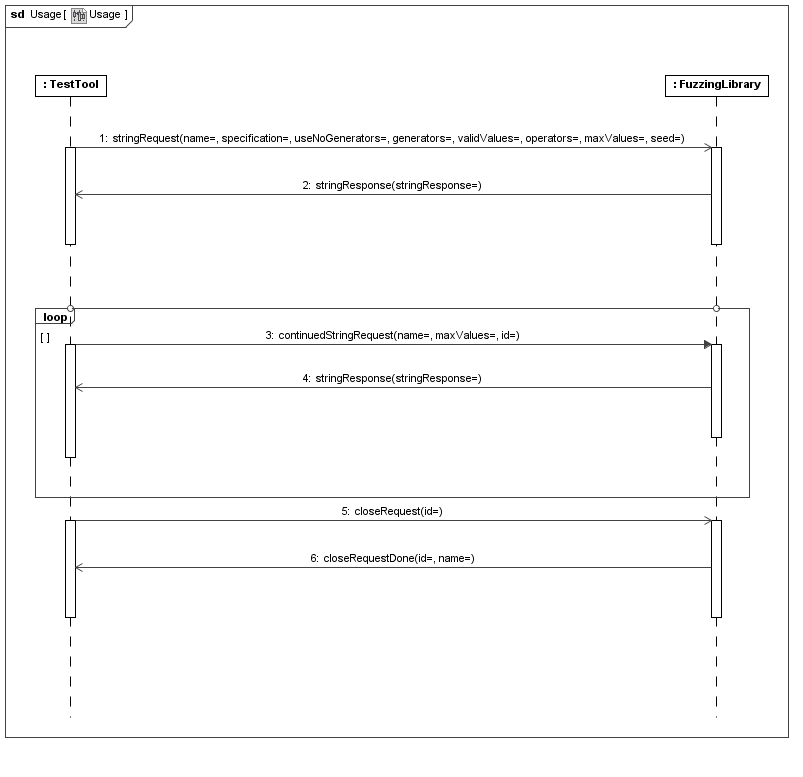 sd Usage [ Usage ]
: TestTool
: FuzzingLibrary
1: stringRequest(name=, specification=, useNoGenerators=, generators=, validValues=, operators=, maxValues=, seed=)
2: stringResponse(stringResponse=)
loop
[ ]
3: continuedStringRequest(name=, maxValues=, id=)
4: stringResponse(stringResponse=)
5: closeRequest(id=)
6: closeRequestDone(id=, name=)